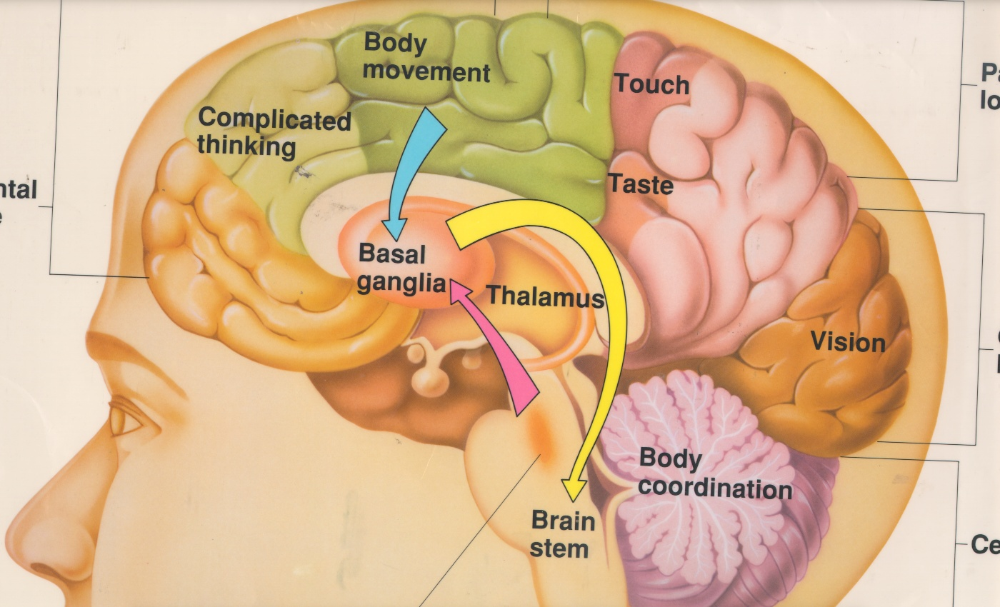 Body
movement
Touch
Complicated
thinking
Taste
Basal
ganglia
Thalamus
Vision
Body
coordination
Brain
stem